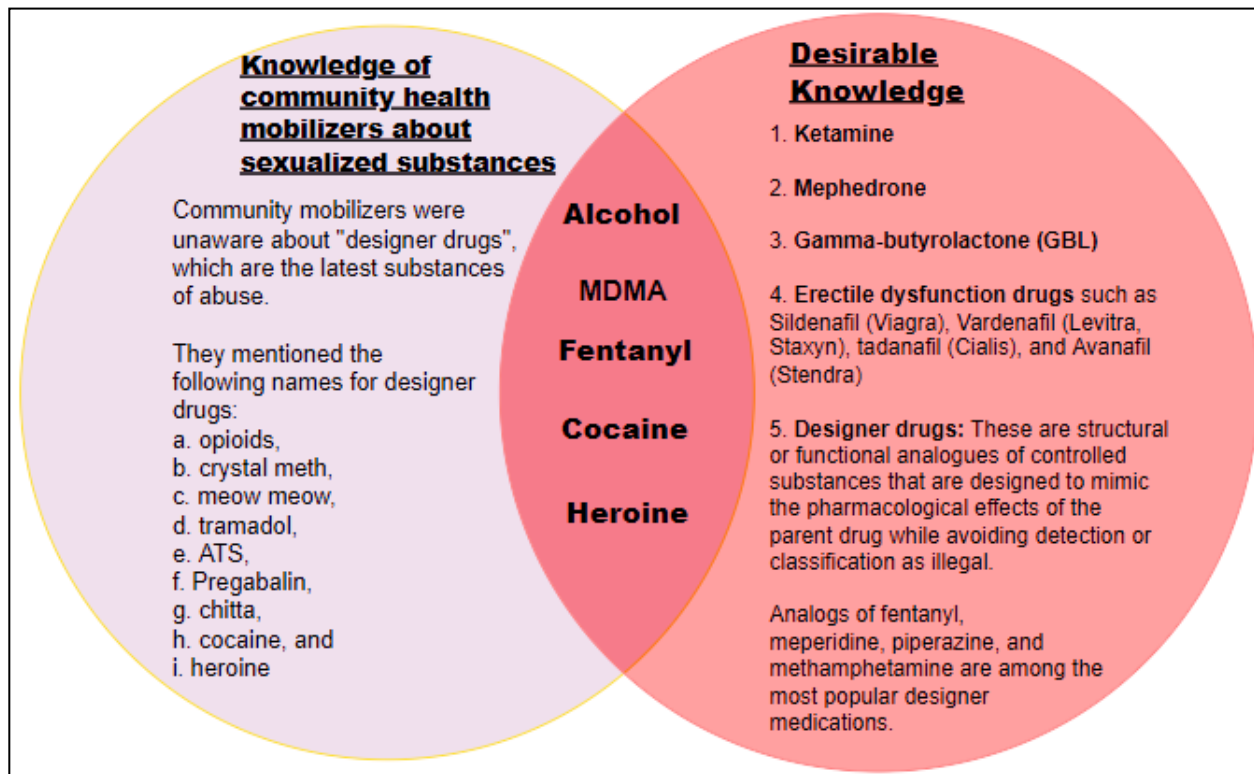 Knowledge of
community health
mobilizers about
sexualized substances
Community mobilizers were
unaware about "designer drugs",
which are the latest substances
of abuse.
They mentioned the
following names for designer
drugs:
a. opioids,
b. crystal meth,
c. meow meow,
d. tramadol,
e. ATS,
f. Pregabalin,
g. chitta,
h. cocaine, and
i. heroine
Alcohol
MDMA
Fentanyl
Cocaine
Heroine
Desirable
Knowledge
1. Ketamine
2. Mephedrone
3. Gamma-butyrolactone (GBL)
4. Erectile dysfunction drugs such as
Sildenafil (Viagra), Vardenafil (Levitra,
Staxyn), tadanafil (Cialis), and Avanafil
(Stendra)
5. Designer drugs: These are structural
or functional analogues of controlled
substances that are designed to mimic
the pharmacological effects of the
parent drug while avoiding detection or
classification as illegal.
Analogs of fentanyl,
meperidine, piperazine, and
methamphetamine are among the
most popular designer
medications.